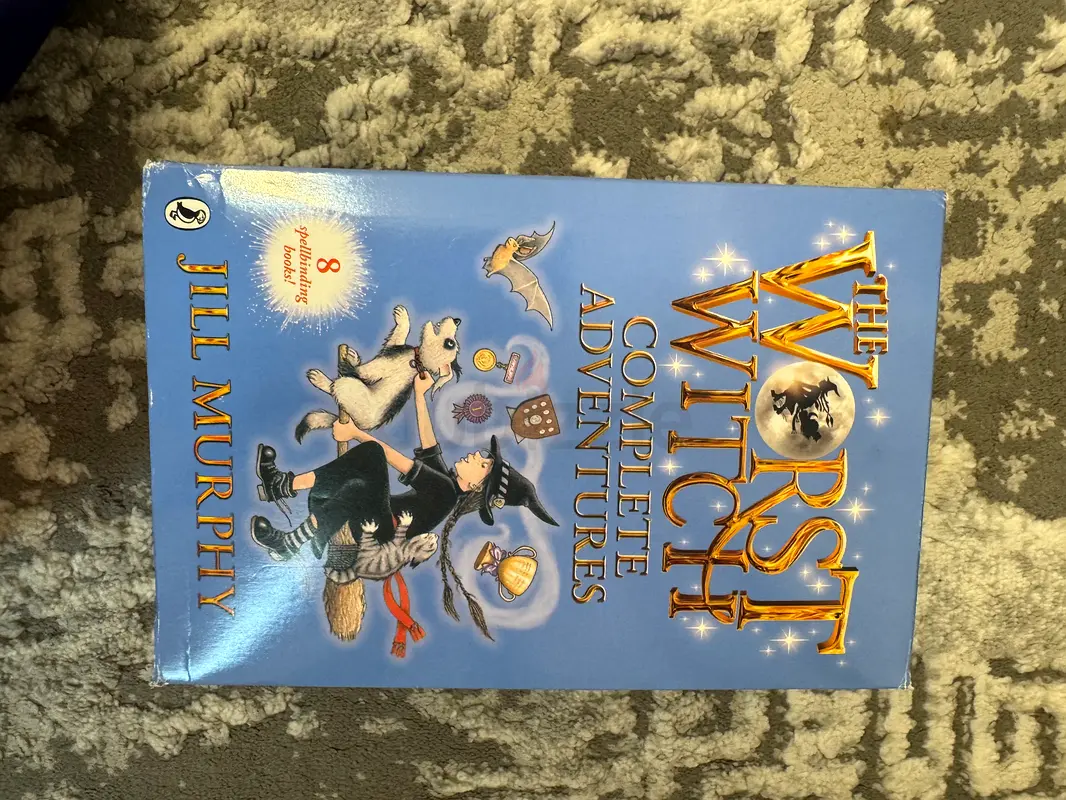 THE
WORST
WITCH
COMPLETE
ADVENTURES
8
spellbinding
books!
JILL MURPHY